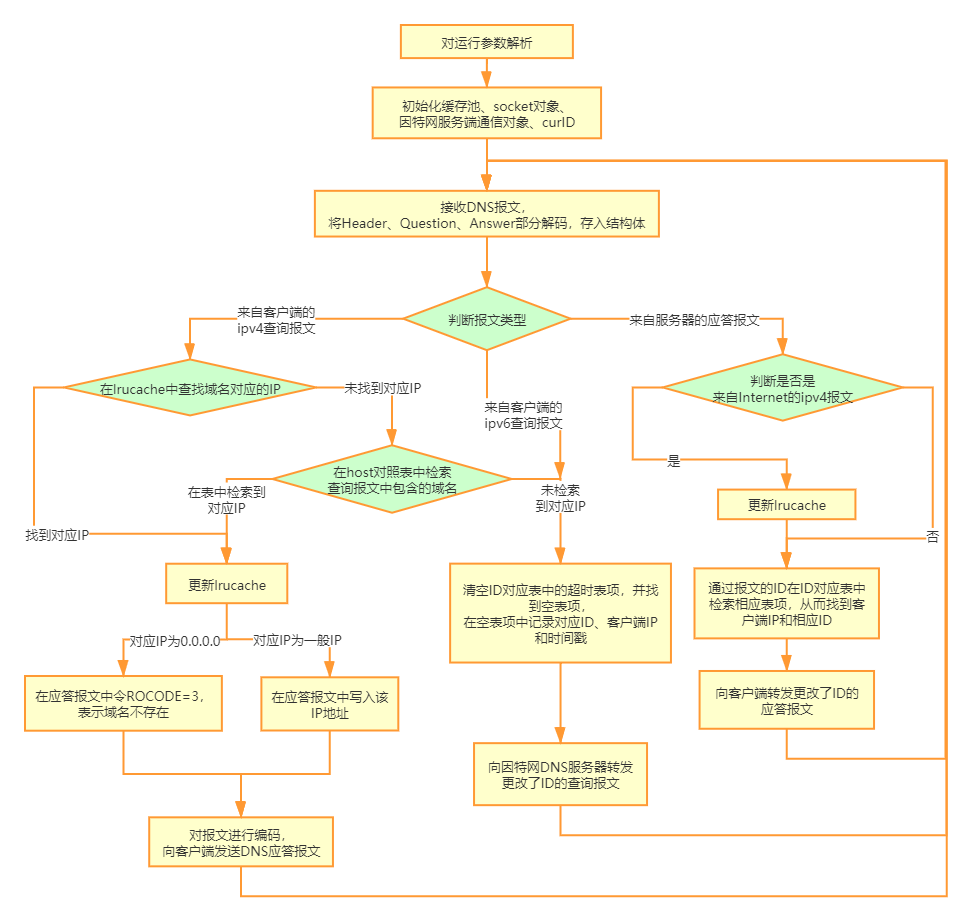 对运行参数解析
初始化缓存池、socket对象、
因特网服务端通信对象、curID
接收DNS报文，
将Header、Question、Answer部分解码，存入结构体
判断报文类型
来自客户端的
ipv4查询报文
来自服务器的应答报文
在lrucache中查找域名对应的IP
未找到对应IP
来自客户端的
ipv6查询报文
判断是否是
来自Internet的ipv4报文
在host对照表中检索
查询报文中包含的域名
是
在表中检索到
对应IP
未检索
到对应IP
更新lrucache
找到对应IP
否
更新lrucache
清空ID对应表中的超时表项，并找
到空表项，
在空表项中记录对应ID、客户端IP
和时间戳
通过报文的ID在ID对应表中
检索相应表项，从而找到客
户端IP和相应ID
对应IP为0.0.0.0
对应IP为一般IP
在应答报文中令ROCODE=3，
表示域名不存在
在应答报文中写入该
IP地址
向客户端转发更改了ID的
应答报文
向因特网DNS服务器转发
更改了ID的查询报文
对报文进行编码，
向客户端发送DNS应答报文